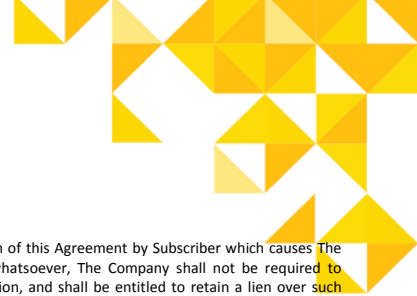 of this Agreement by Subscriber which causes The
whatsoever, The Company shall not be required to
ion, and shall be entitled to retain a lien over such